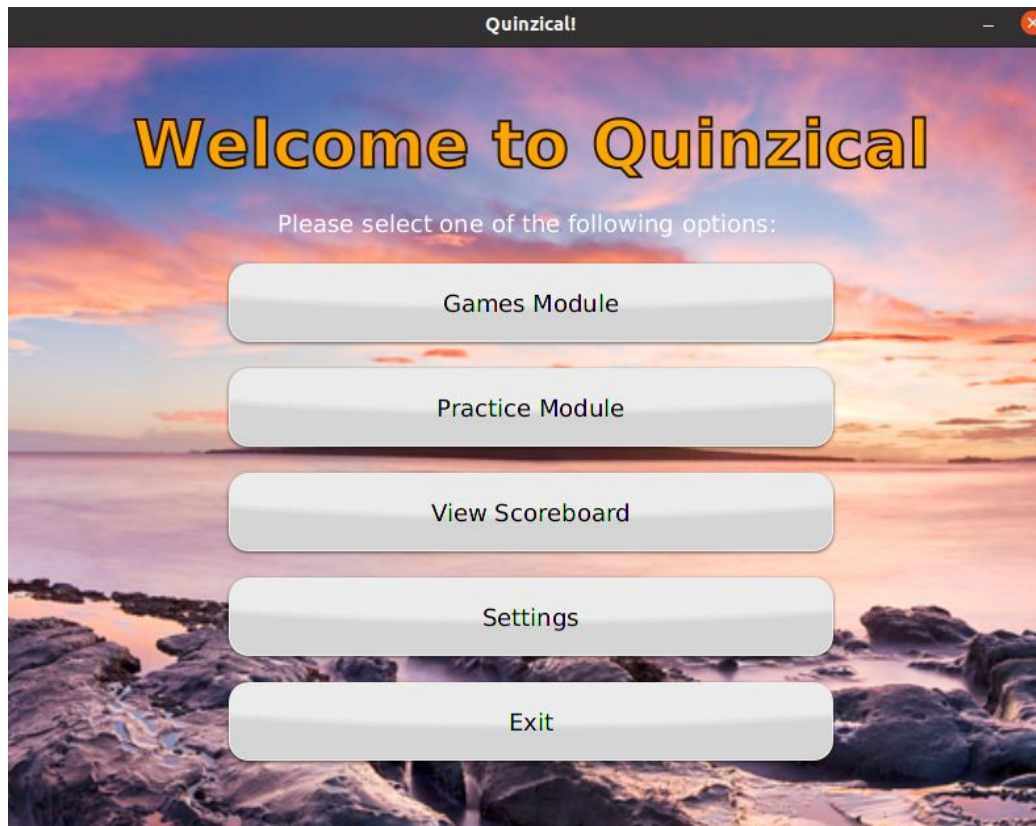 Quinzical!
Welcome to Quinzical
Please select one of the following options:
Games Module
Practice Module
View Scoreboard
Settings
Exit